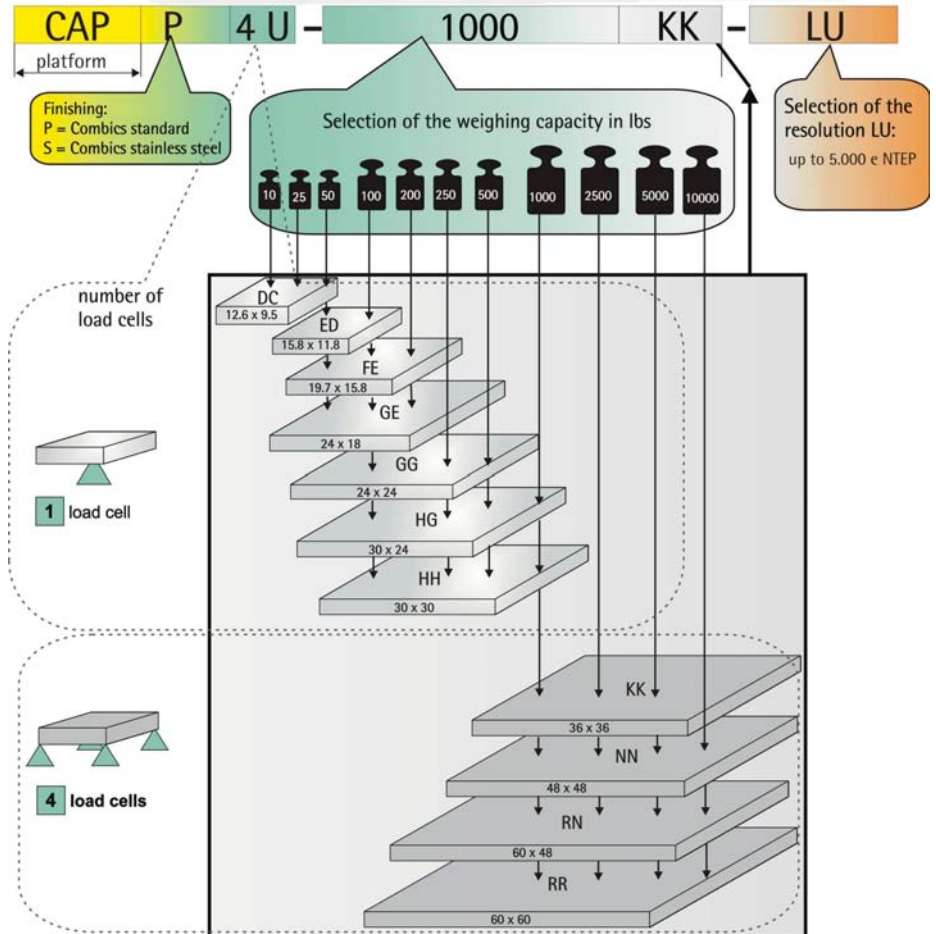 CAP P 4 U – 1000 KK – LU
platform
Finishing:
P = Combics standard
S = Combics stainless steel
Selection of the weighing capacity in lbs
10 25 50 100 200 250 500 1000 2500 5000 10000
Selection of the
resolution LU:
up to 5.000 e NTEP
number of
load cells
DC
12.6 x 9.5
ED
15.8 x 11.8
FE
19.7 x 15.8
GE
24 x 18
GG
24 x 24
HG
30 x 24
HH
30 x 30
1 load cell
KK
36 x 36
NN
48 x 48
RN
60 x 48
RR
60 x 60
4 load cells